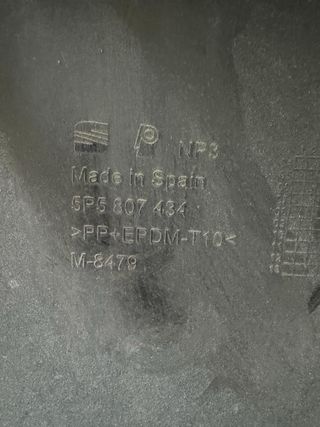 NP3
Made in Spain
5P5 807 434
>PP+EPDM-T10<
M-8479